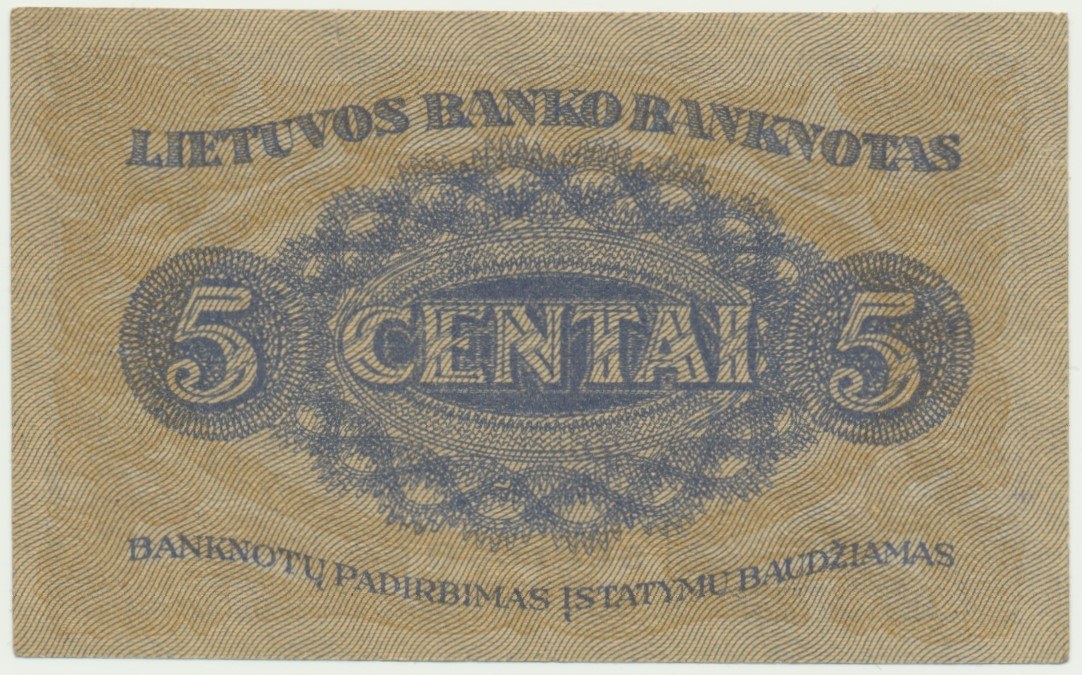 LIETUVOS BANKO BANKNOTAS
5 CENTAI 5
BANKNOTŲ PADIRBIMAS ĮSTATYMU BAUDŽIAMAS